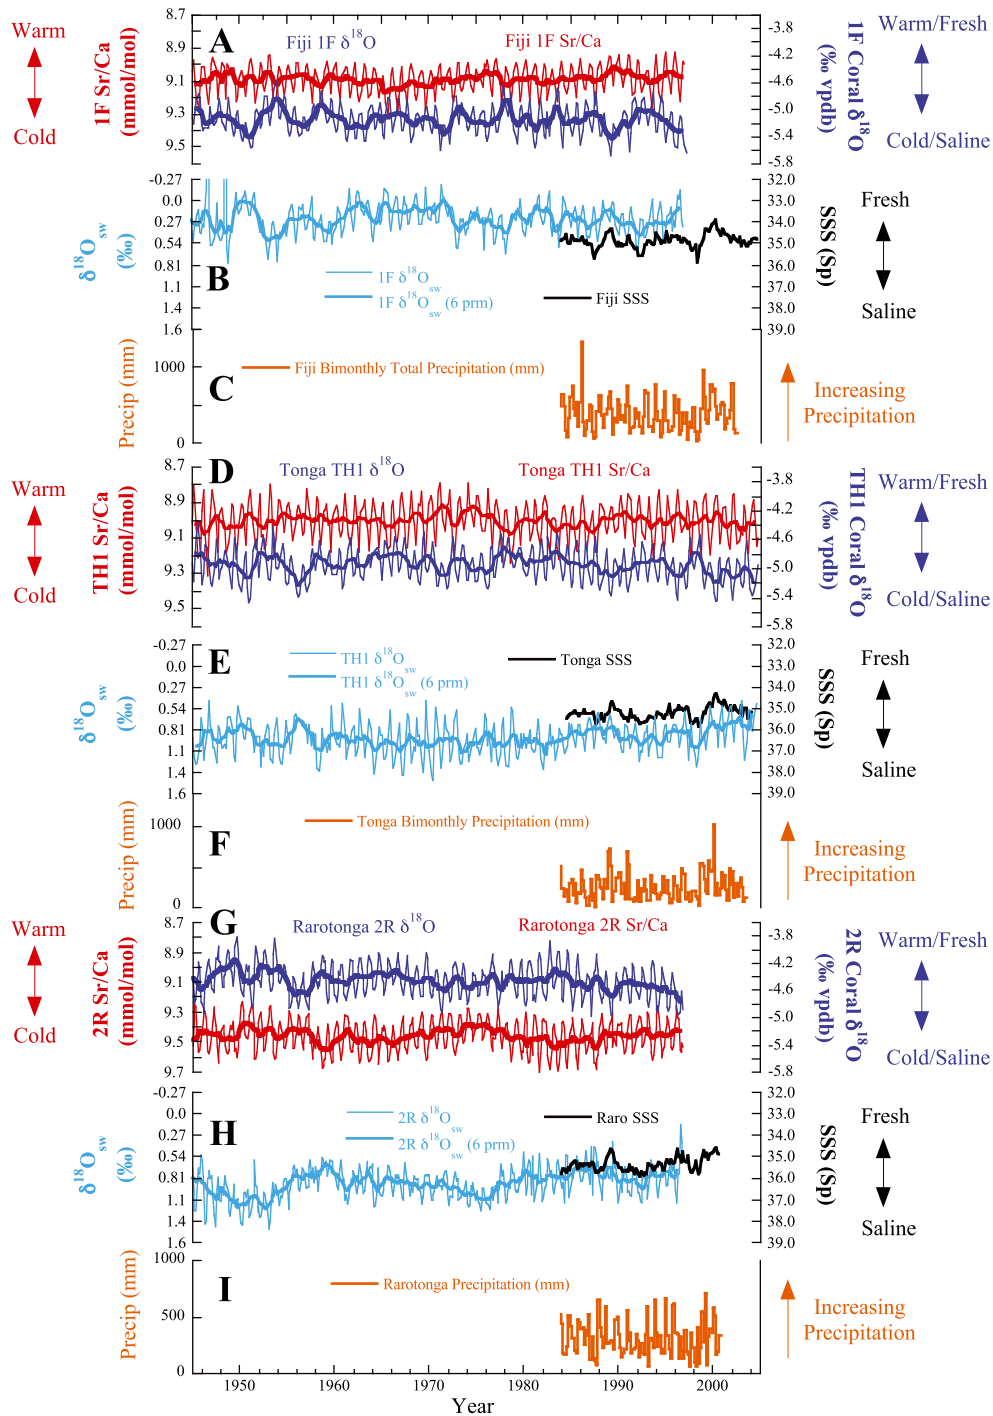 A
Fiji 1F δ¹⁸O
Fiji 1F Sr/Ca
8.7
8.9
9.1
9.3
9.5
-3.8
-4.2
-4.6
-5.0
-5.4
-5.8
Warm
Cold
1F Sr/Ca
(mmol/mol)
1F Coral δ¹⁸O
(‰ vpdb)
Warm/Fresh
Cold/Saline
B
-0.27
0.0
0.27
0.54
0.81
1.1
1.4
1.6
32.0
33.0
34.0
35.0
36.0
37.0
38.0
39.0
δ¹⁸Osw
(‰)
1F δ¹⁸Osw
1F δ¹⁸Osw (6 prm)
Fiji SSS
SSS (Sp)
Fresh
Saline
C
Precip (mm)
1000
0
Fiji Bimonthly Total Precipitation (mm)
Increasing
Precipitation
D
Tonga TH1 δ¹⁸O
Tonga TH1 Sr/Ca
8.7
8.9
9.1
9.3
9.5
-3.8
-4.2
-4.6
-5.0
-5.4
-5.8
Warm
Cold
TH1 Sr/Ca
(mmol/mol)
TH1 Coral δ¹⁸O
(‰ vpdb)
Warm/Fresh
Cold/Saline
E
-0.27
0.0
0.27
0.54
0.81
1.1
1.4
1.6
32.0
33.0
34.0
35.0
36.0
37.0
38.0
39.0
δ¹⁸Osw
(‰)
TH1 δ¹⁸Osw
TH1 δ¹⁸Osw (6 prm)
Tonga SSS
SSS (Sp)
Fresh
Saline
F
Precip (mm)
1000
0
Tonga Bimonthly Precipitation (mm)
Increasing
Precipitation
G
Rarotonga 2R δ¹⁸O
Rarotonga 2R Sr/Ca
8.7
8.9
9.1
9.3
9.5
9.7
-3.8
-4.2
-4.6
-5.0
-5.4
-5.8
Warm
Cold
2R Sr/Ca
(mmol/mol)
2R Coral δ¹⁸O
(‰ vpdb)
Warm/Fresh
Cold/Saline
H
-0.27
0.0
0.27
0.54
0.81
1.1
1.4
1.6
32.0
33.0
34.0
35.0
36.0
37.0
38.0
39.0
δ¹⁸Osw
(‰)
2R δ¹⁸Osw
2R δ¹⁸Osw (6 prm)
Raro SSS
SSS (Sp)
Fresh
Saline
I
Precip (mm)
1000
500
0
Rarotonga Precipitation (mm)
Increasing
Precipitation
1950
1960
1970
1980
1990
2000
Year